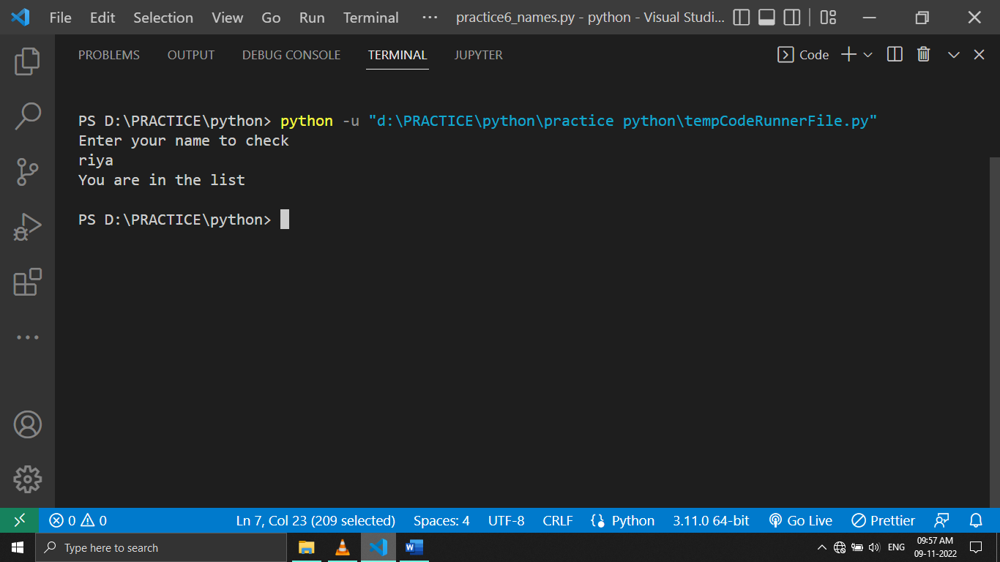 File Edit Selection View Go Run Terminal ··· practice6_names.py - python - Visual Studi...
PROBLEMS OUTPUT DEBUG CONSOLE TERMINAL JUPYTER Code
PS D:\PRACTICE\python> python -u "d:\PRACTICE\python\practice python\tempCodeRunnerFile.py"
Enter your name to check
riya
You are in the list
PS D:\PRACTICE\python>
0 0 Ln 7, Col 23 (209 selected) Spaces: 4 UTF-8 CRLF Python 3.11.0 64-bit Go Live Prettier
Type here to search ENG 09:57 AM
09-11-2022